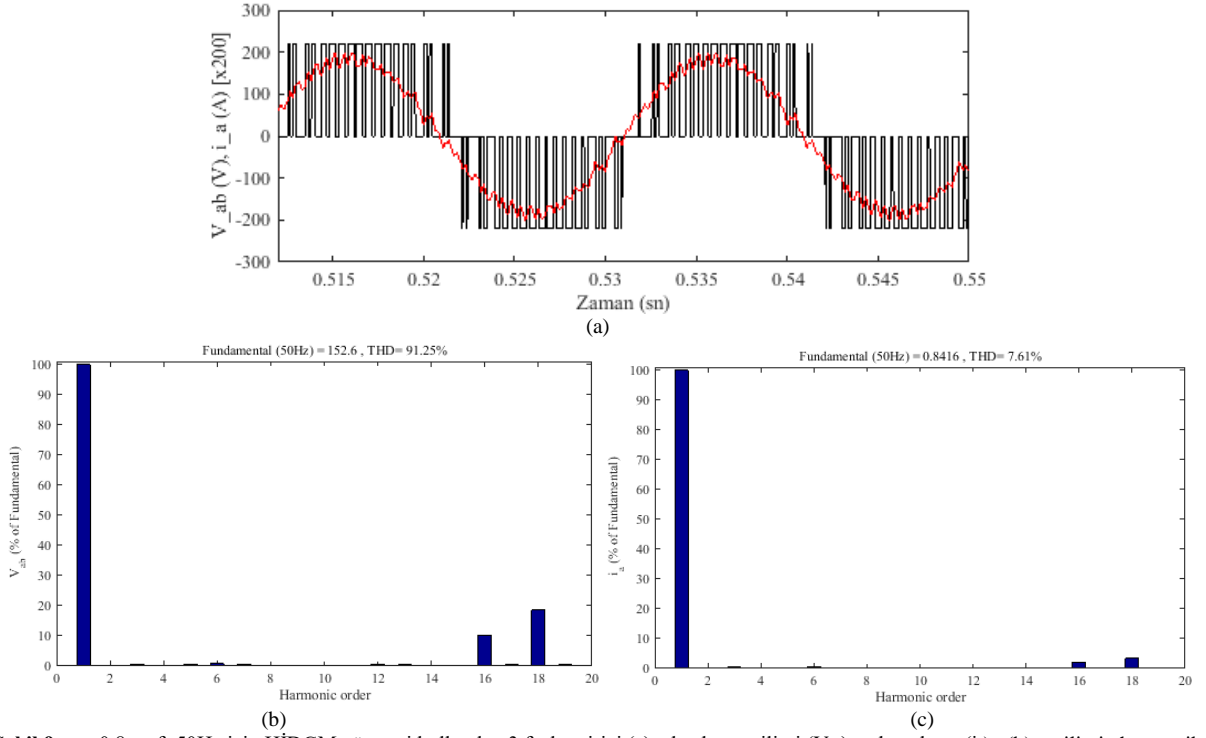 300
200
100
0
-100
-200
-300
V_ab (V), i_a (A) [x200]
0.515 0.52 0.525 0.53 0.535 0.54 0.545 0.55
Zaman (sn)
(a)
Fundamental (50Hz) = 152.6 , THD= 91.25%
100
90
80
70
60
50
40
30
20
10
0
V_ab (% of Fundamental)
0 2 4 6 8 10 12 14 16 18 20
Harmonic order
(b)
Fundamental (50Hz) = 0.8416 , THD= 7.61%
100
90
80
70
60
50
40
30
20
10
0
i_a (% of Fundamental)
0 2 4 6 8 10 12 14 16 18 20
Harmonic order
(c)